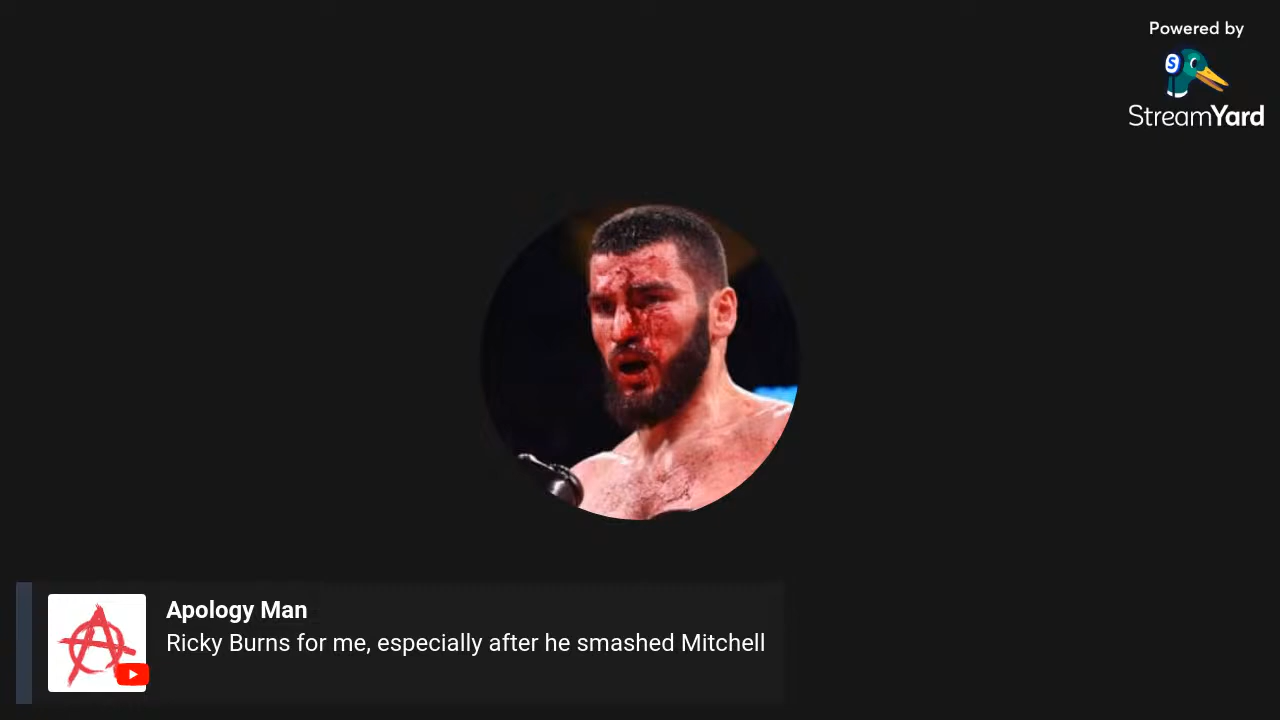 Powered by
S
StreamYard
Apology Man
Ricky Burns for me, especially after he smashed Mitchell